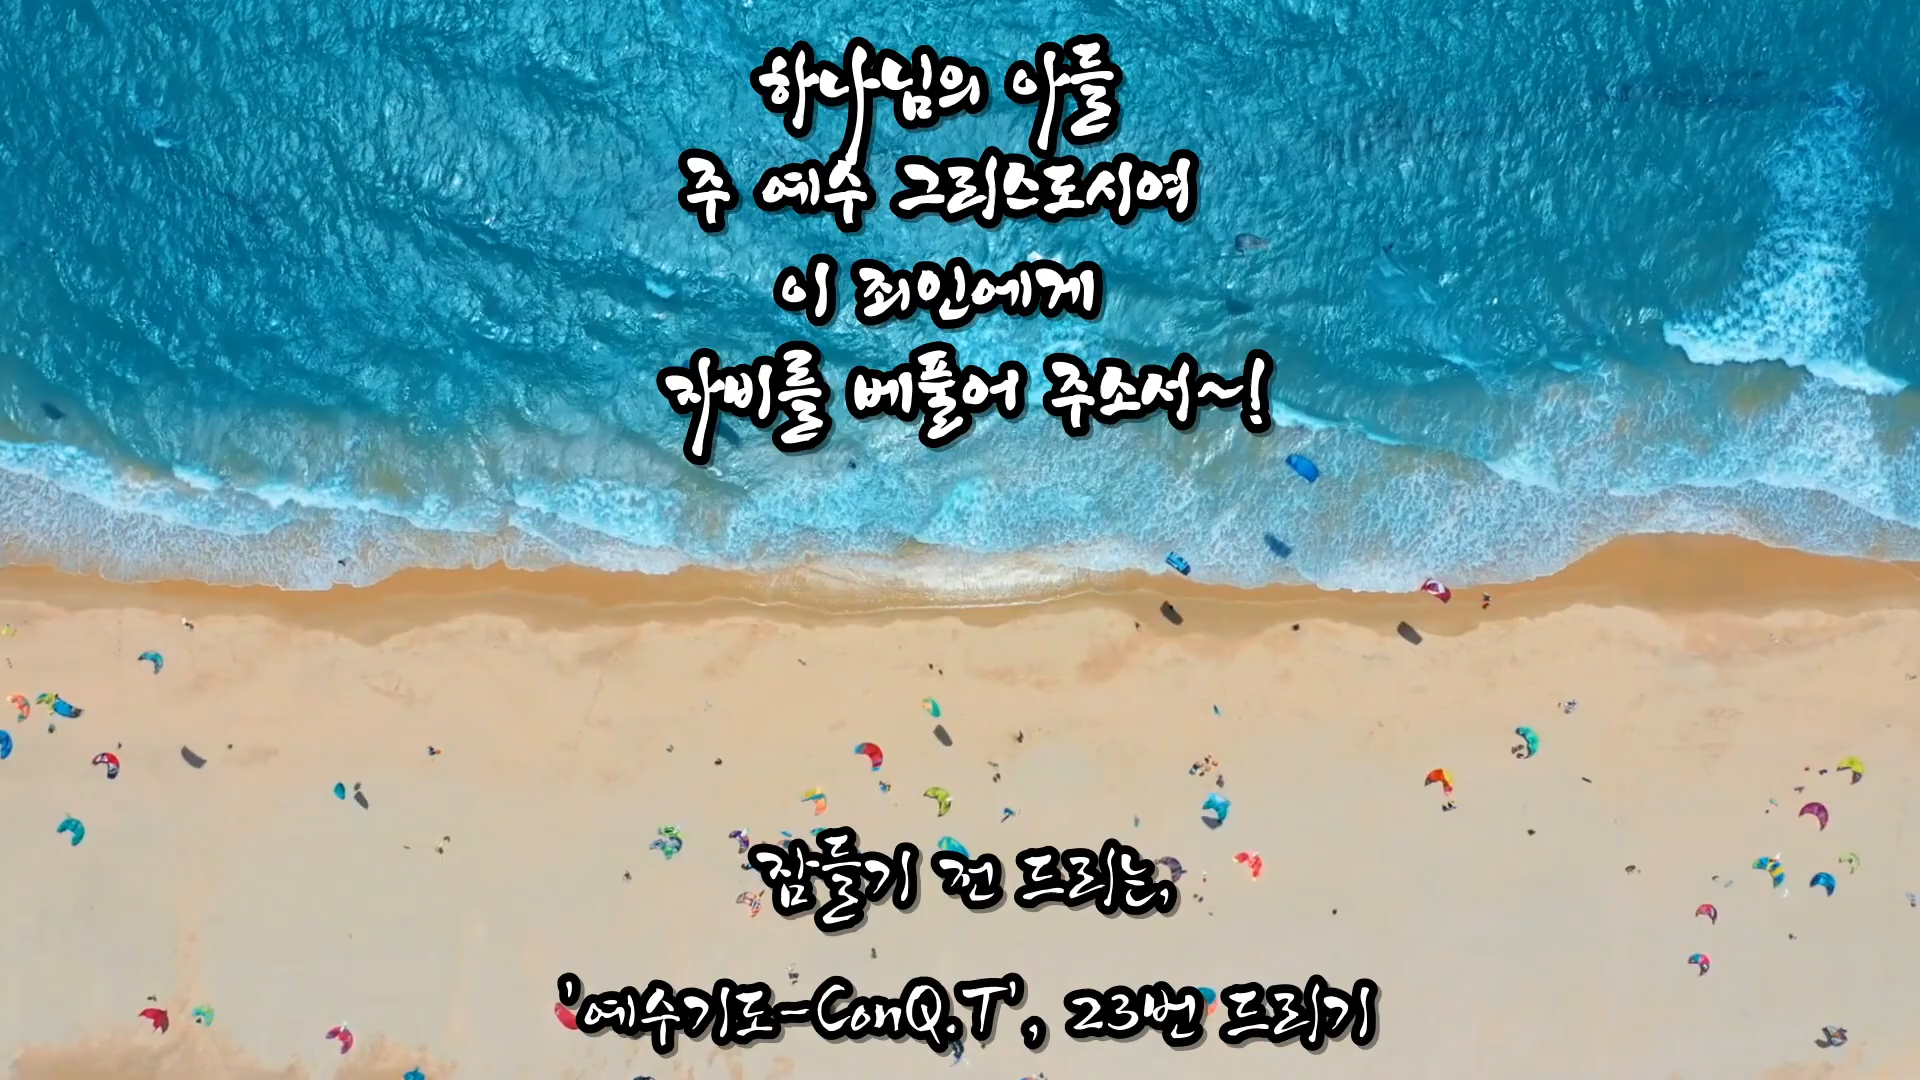 하나님의 아들
주 예수 그리스도시여
이 죄인에게
자비를 베풀어 주소서~!
잠들기 전 드리는,
'예수기도-ConQ.T', 23번 드리기